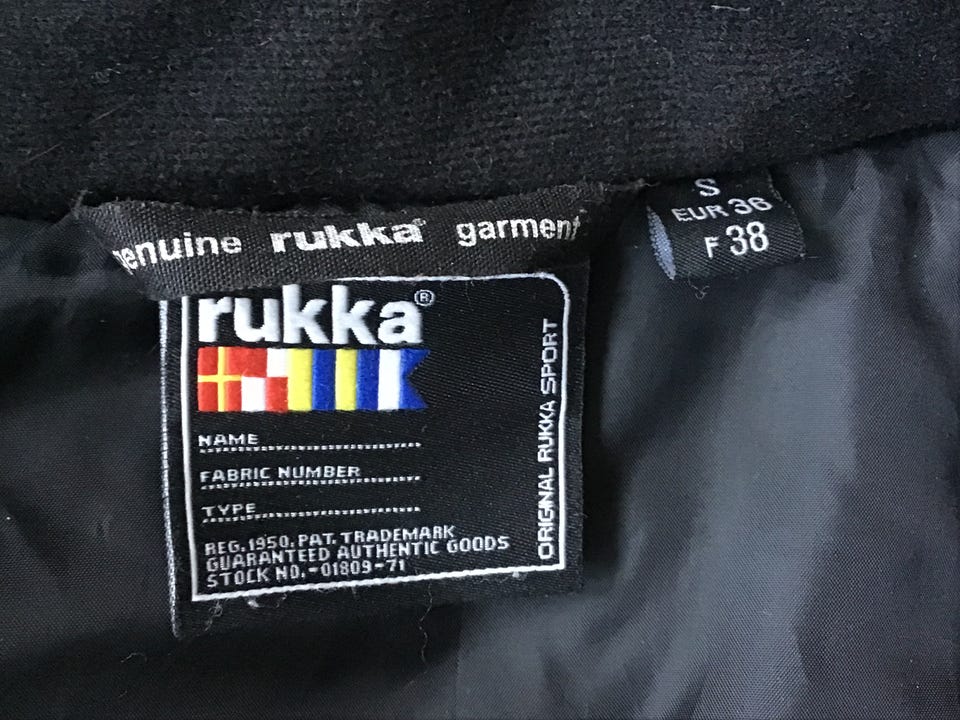 enuine rukka® garment
S
EUR 36
F 38
rukka®
NAME
FABRIC NUMBER
TYPE
REG. 1950. PAT. TRADEMARK
GUARANTEED AUTHENTIC GOODS
STOCK NO.-01809-71
ORIGINAL RUKKA SPORT